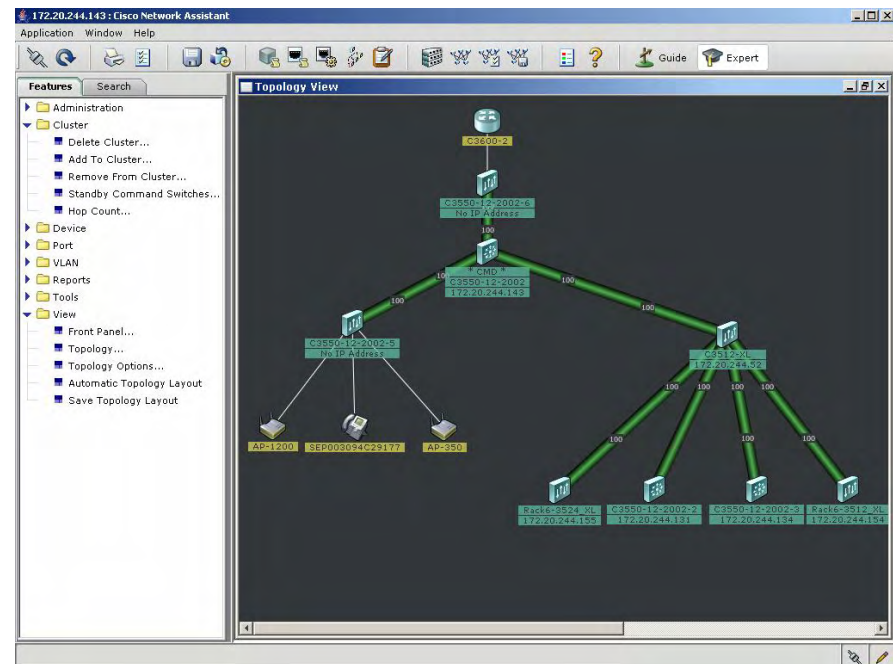 172.20.244.143 : Cisco Network Assistant
Application Window Help
Guide Expert
Features Search
Administration
Cluster
Delete Cluster...
Add To Cluster...
Remove From Cluster...
Standby Command Switches...
Hop Count...
Device
Port
VLAN
Reports
Tools
View
Front Panel...
Topology...
Topology Options...
Automatic Topology Layout
Save Topology Layout
Topology View
C3600-2
C3550-12-2002-6
No IP Address
100
* CMD *
C3550-12-2002
172.20.244.143
100
100
100
C3550-12-2002-5
No IP Address
C3512-XL
172.20.244.52
100 100 100 100
100 100 100 100
AP-1200 SEP003094C29177 AP-350
Rack6-3524_XL C3550-12-2002-2 C3550-12-2002-3 Rack6-3512_XL
172.20.244.155 172.20.244.131 172.20.244.134 172.20.244.154